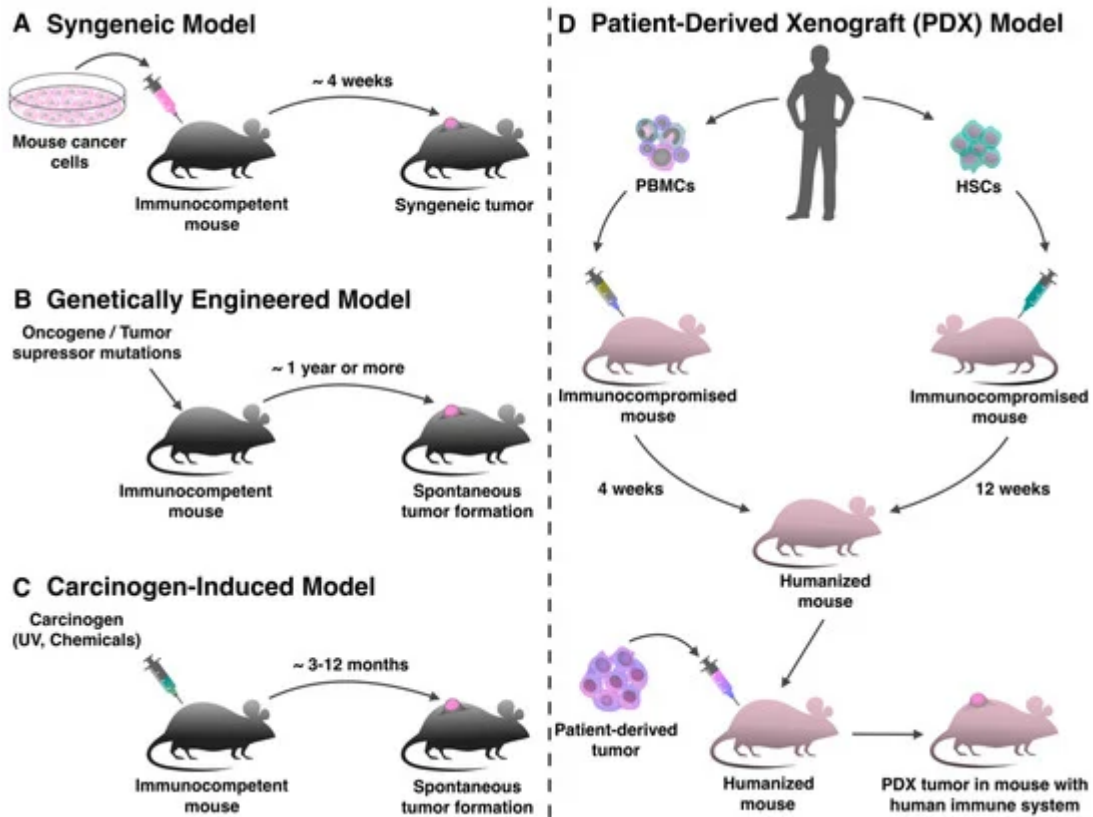 A Syngeneic Model
~ 4 weeks
Mouse cancer
cells
Immunocompetent
mouse
Syngeneic tumor
B Genetically Engineered Model
Oncogene / Tumor
supressor mutations
~ 1 year or more
Immunocompetent
mouse
Spontaneous
tumor formation
C Carcinogen-Induced Model
Carcinogen
(UV, Chemicals)
~ 3-12 months
Immunocompetent
mouse
Spontaneous
tumor formation
D Patient-Derived Xenograft (PDX) Model
PBMCs
HSCs
Immunocompromised
mouse
Immunocompromised
mouse
4 weeks
12 weeks
Humanized
mouse
Patient-derived
tumor
Humanized
mouse
PDX tumor in mouse with
human immune system